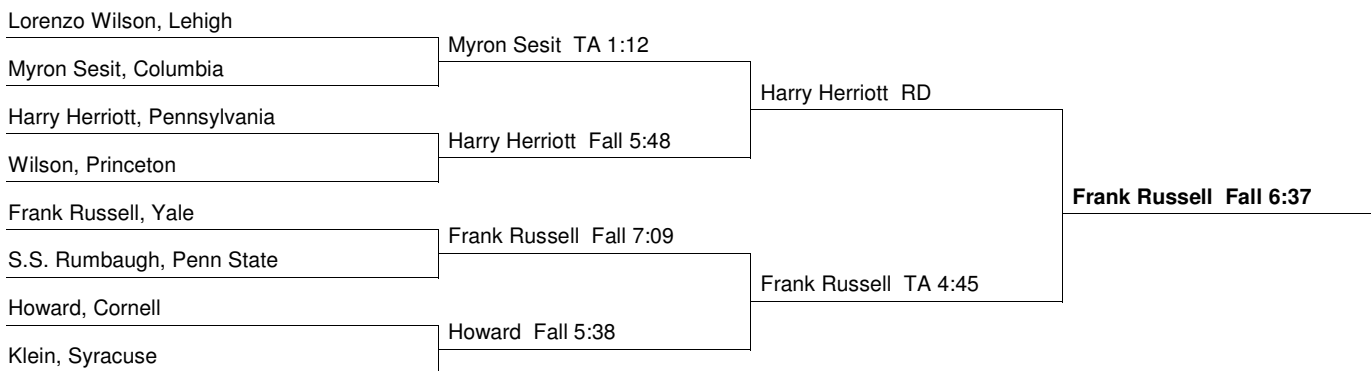 Lorenzo Wilson, Lehigh
Myron Sesit TA 1:12
Myron Sesit, Columbia
Harry Herriott RD
Harry Herriott, Pennsylvania
Harry Herriott Fall 5:48
Wilson, Princeton
Frank Russell Fall 6:37
Frank Russell, Yale
Frank Russell Fall 7:09
S.S. Rumbaugh, Penn State
Frank Russell TA 4:45
Howard, Cornell
Howard Fall 5:38
Klein, Syracuse